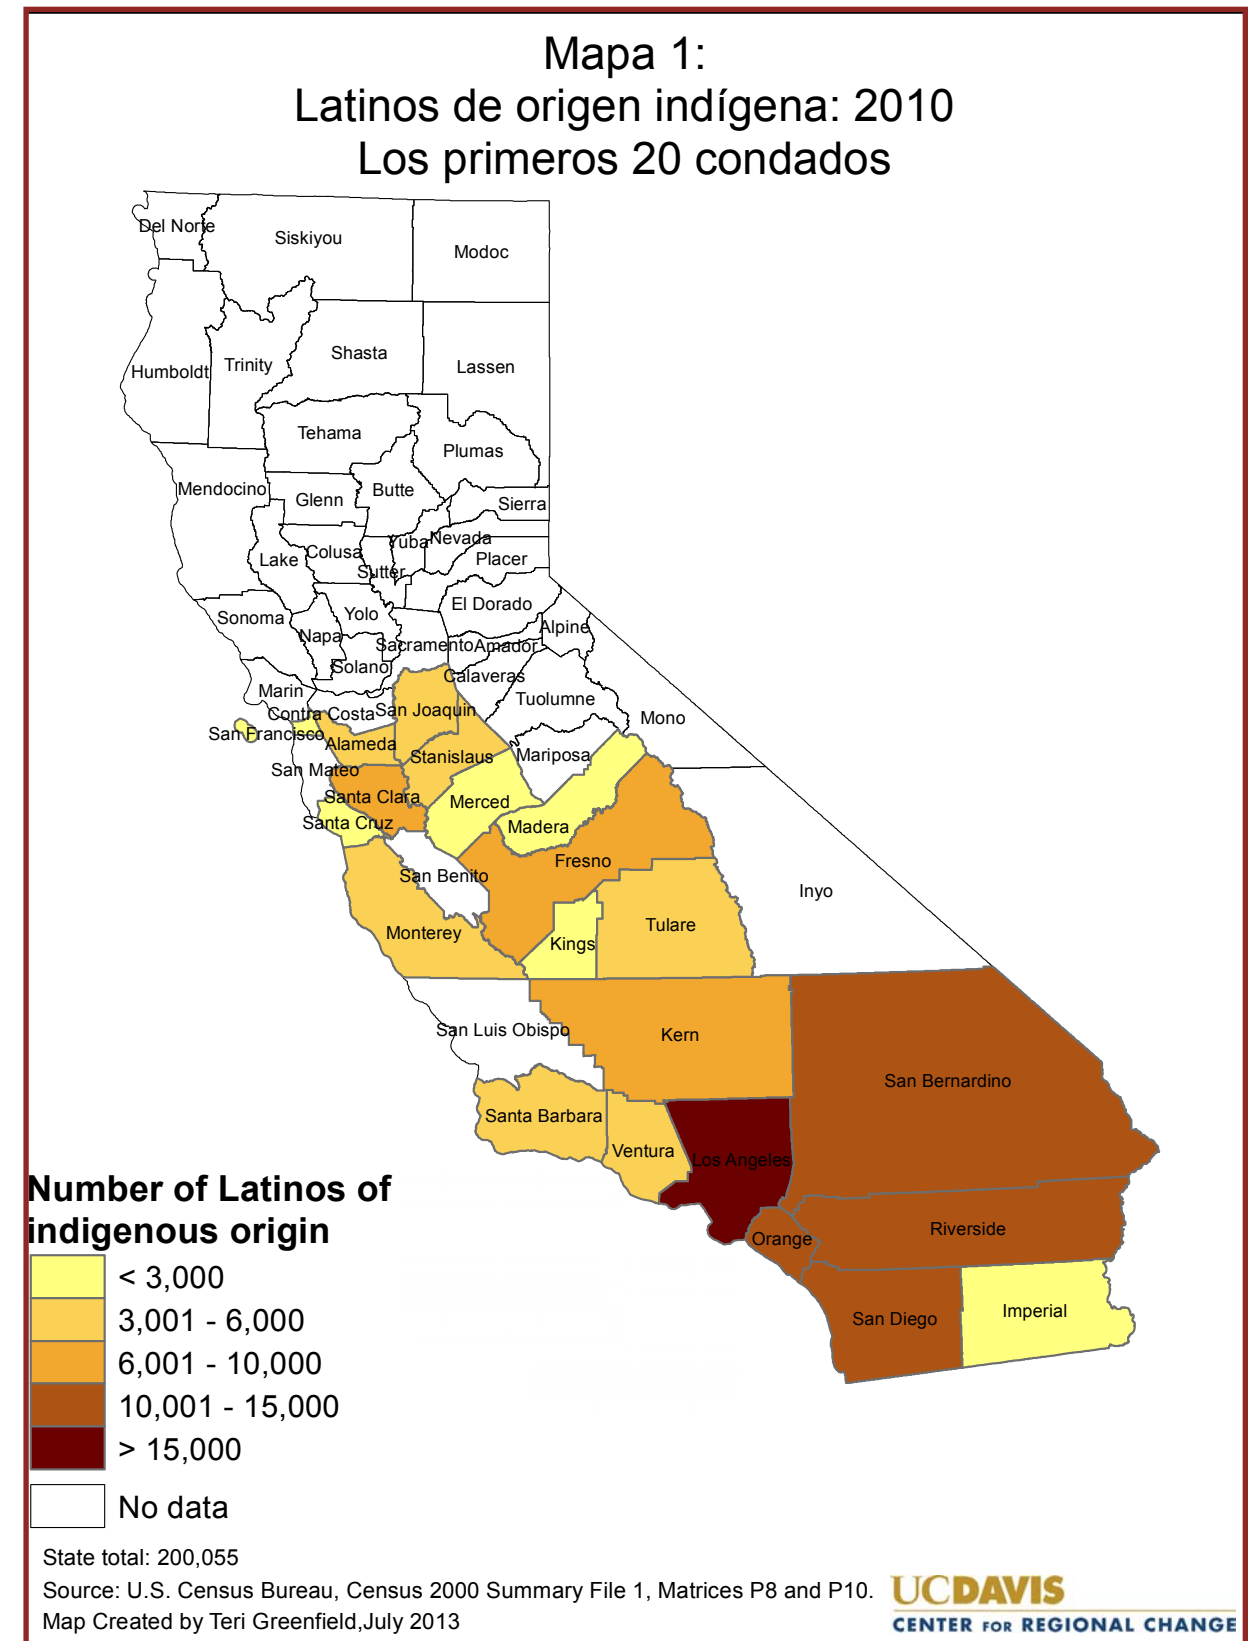 Mapa 1:
Latinos de origen indígena: 2010
Los primeros 20 condados
Del Norte
Siskiyou
Modoc
Humboldt
Trinity
Shasta
Lassen
Tehama
Plumas
Mendocino
Glenn
Butte
Sierra
Lake
Colusa
Yuba
Nevada
Sutter
Placer
Sonoma
Napa
Yolo
El Dorado
Alpine
Solano
Sacramento
Amador
Calaveras
Marin
Contra Costa
San Joaquin
Tuolumne
Mono
San Francisco
Alameda
Stanislaus
Mariposa
San Mateo
Santa Clara
Merced
Santa Cruz
Madera
San Benito
Fresno
Inyo
Monterey
Kings
Tulare
San Luis Obispo
Kern
San Bernardino
Santa Barbara
Ventura
Los Angeles
Orange
Riverside
San Diego
Imperial
Number of Latinos of
indigenous origin
< 3,000
3,001 - 6,000
6,001 - 10,000
10,001 - 15,000
> 15,000
No data
State total: 200,055
Source: U.S. Census Bureau, Census 2000 Summary File 1, Matrices P8 and P10.
Map Created by Teri Greenfield,July 2013
UCDAVIS
CENTER FOR REGIONAL CHANGE